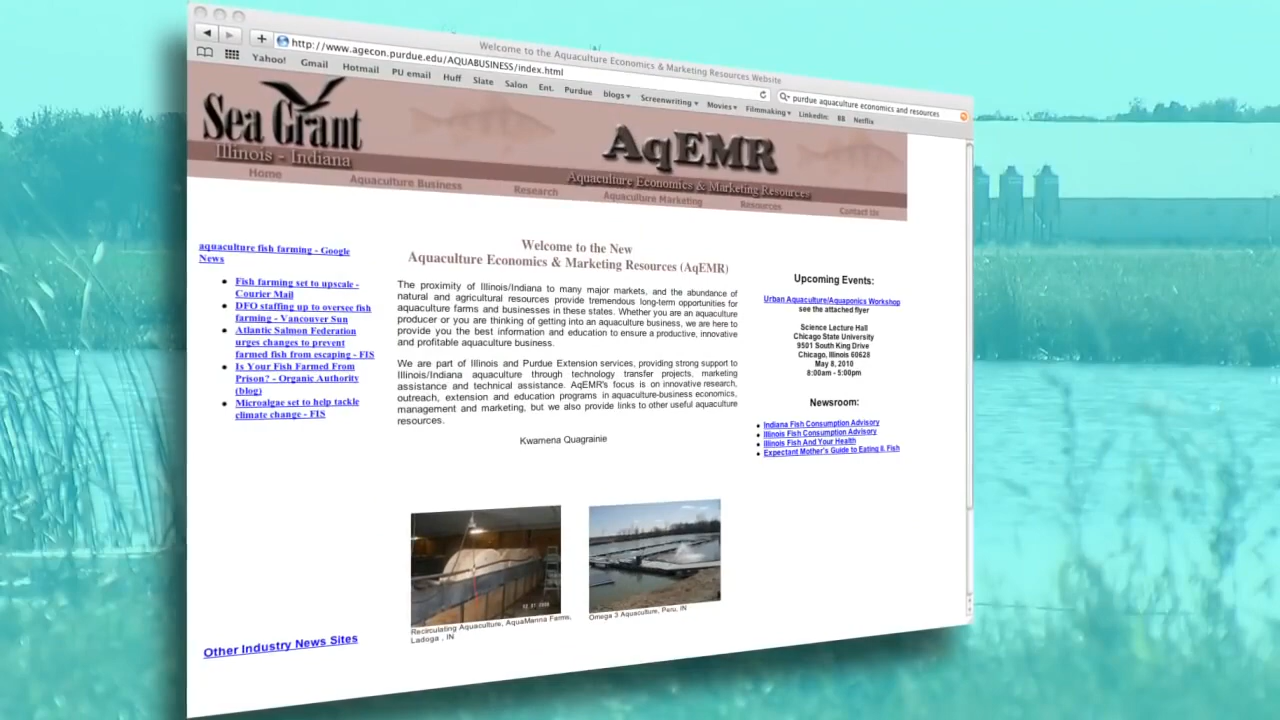 Welcome to the Aquaculture Economics & Marketing Resources Website
http://www.agecon.purdue.edu/AQUABUSINESS/index.html
purdue aquaculture economics and resources
Yahoo! Gmail Hotmail PU email Huff Slate Salon Ent. Purdue blogs Screenwriting Movies Filmmaking LinkedIn BB Netflix
Sea Grant
Illinois - Indiana
AqEMR
Aquaculture Economics & Marketing Resources
Home Aquaculture Business Research Aquaculture Marketing Resources Contact Us
aquaculture fish farming - Google
News
Fish farming set to upscale -
Courier Mail
DFO staffing up to oversee fish
farming - Vancouver Sun
Atlantic Salmon Federation
urges changes to prevent
farmed fish from escaping - FIS
Is Your Fish Farmed From
Prison? - Organic Authority
(blog)
Microalgae set to help tackle
climate change - FIS
Other Industry News Sites
Welcome to the New
Aquaculture Economics & Marketing Resources (AqEMR)
The proximity of Illinois/Indiana to many major markets, and the abundance of
natural and agricultural resources provide tremendous long-term opportunities for
aquaculture farms and businesses in these states. Whether you are an aquaculture
producer or you are thinking of getting into an aquaculture business, we are here to
provide you the best information and education to ensure a productive, innovative
and profitable aquaculture business.
We are part of Illinois and Purdue Extension services, providing strong support to
Illinois/Indiana aquaculture through technology transfer projects, marketing
assistance and technical assistance. AqEMR's focus is on innovative research,
outreach, extension and education programs in aquaculture-business economics,
management and marketing, but we also provide links to other useful aquaculture
resources.
Kwamena Quagrainie
Recirculating Aquaculture, AquaManna Farms,
Ladoga , IN
Omega 3 Aquaculture, Peru, IN
Upcoming Events:
Urban Aquaculture/Aquaponics Workshop
see the attached flyer
Science Lecture Hall
Chicago State University
9501 South King Drive
Chicago, Illinois 60628
May 8, 2010
8:00am - 5:00pm
Newsroom:
Indiana Fish Consumption Advisory
Illinois Fish Consumption Advisory
Illinois Fish And Your Health
Expectant Mother's Guide to Eating Il. Fish